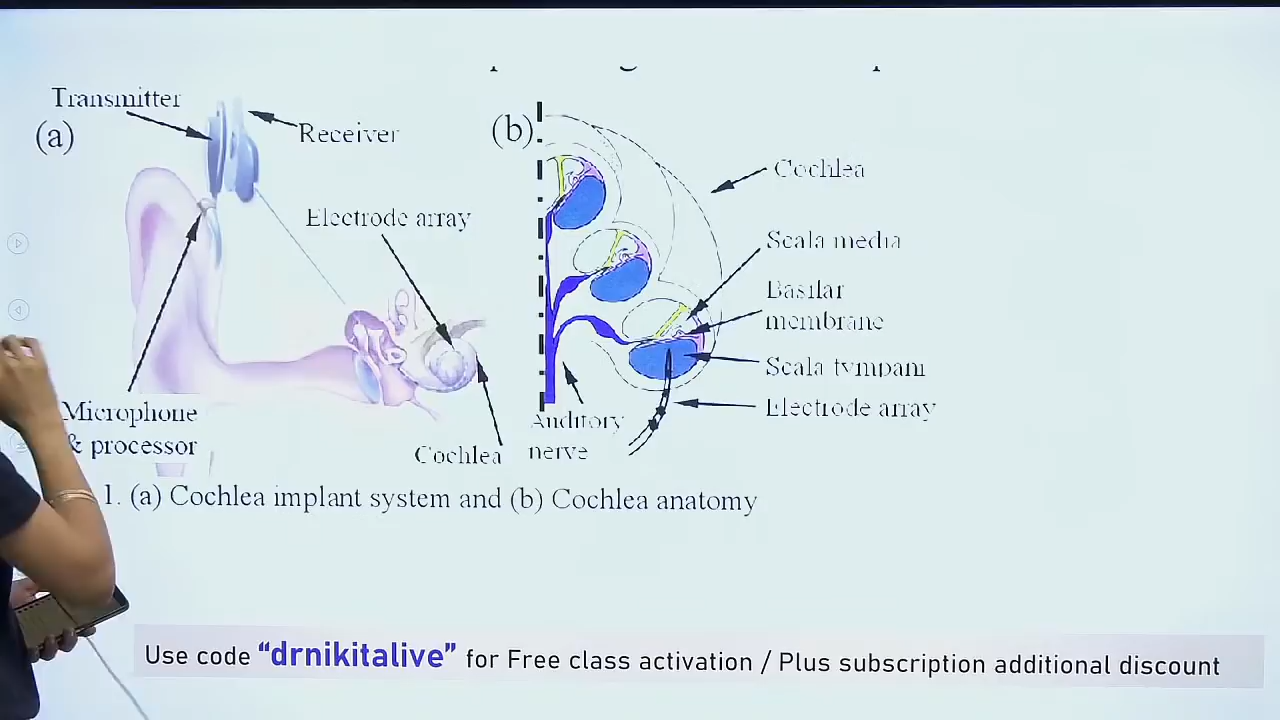 Transmitter
(a)
Receiver
Electrode array
Microphone
& processor
Cochlea
(b)
Cochlea
Scala media
Basilar
membrane
Scala tympani
Electrode array
Auditory
nerve
1. (a) Cochlea implant system and (b) Cochlea anatomy
Use code “drnikitalive” for Free class activation / Plus subscription additional discount